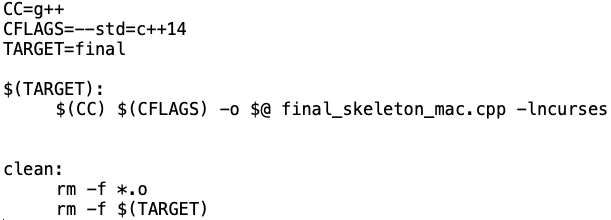 CC=g++
CFLAGS=--std=c++14
TARGET=final
$(TARGET):
$(CC) $(CFLAGS) -o $@ final_skeleton_mac.cpp -lncurses
clean:
rm -f *.o
rm -f $(TARGET)